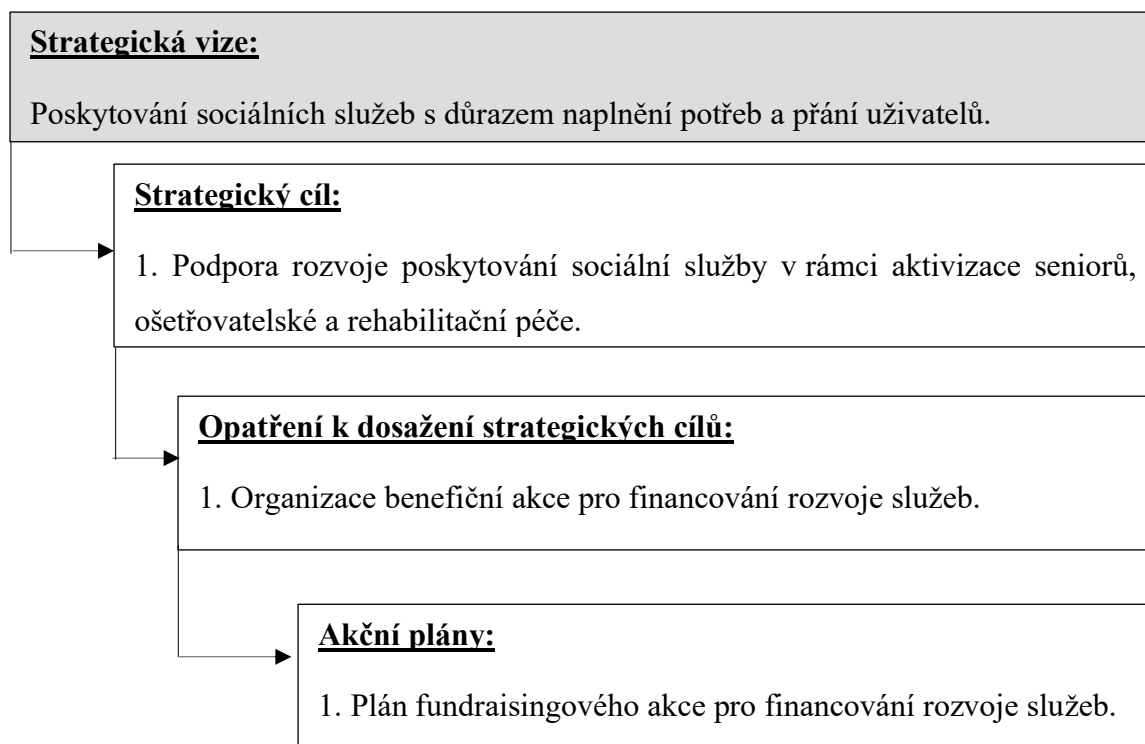 Strategická vize:
Poskytování sociálních služeb s důrazem naplnění potřeb a přání uživatelů.
Strategický cíl:
1. Podpora rozvoje poskytování sociální služby v rámci aktivizace seniorů,
ošetřovatelské a rehabilitační péče.
Opatření k dosažení strategických cílů:
1. Organizace benefiční akce pro financování rozvoje služeb.
Akční plány:
1. Plán fundraisingového akce pro financování rozvoje služeb.